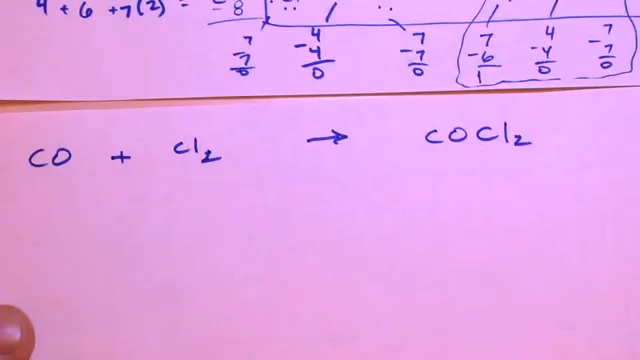 4 + 6 + 7(2) =
- 8
7 4 7 7 4 7
-7 -4 -7 -6 -4 -7
0 0 0 1 0 0
CO + Cl₂ → COCl₂